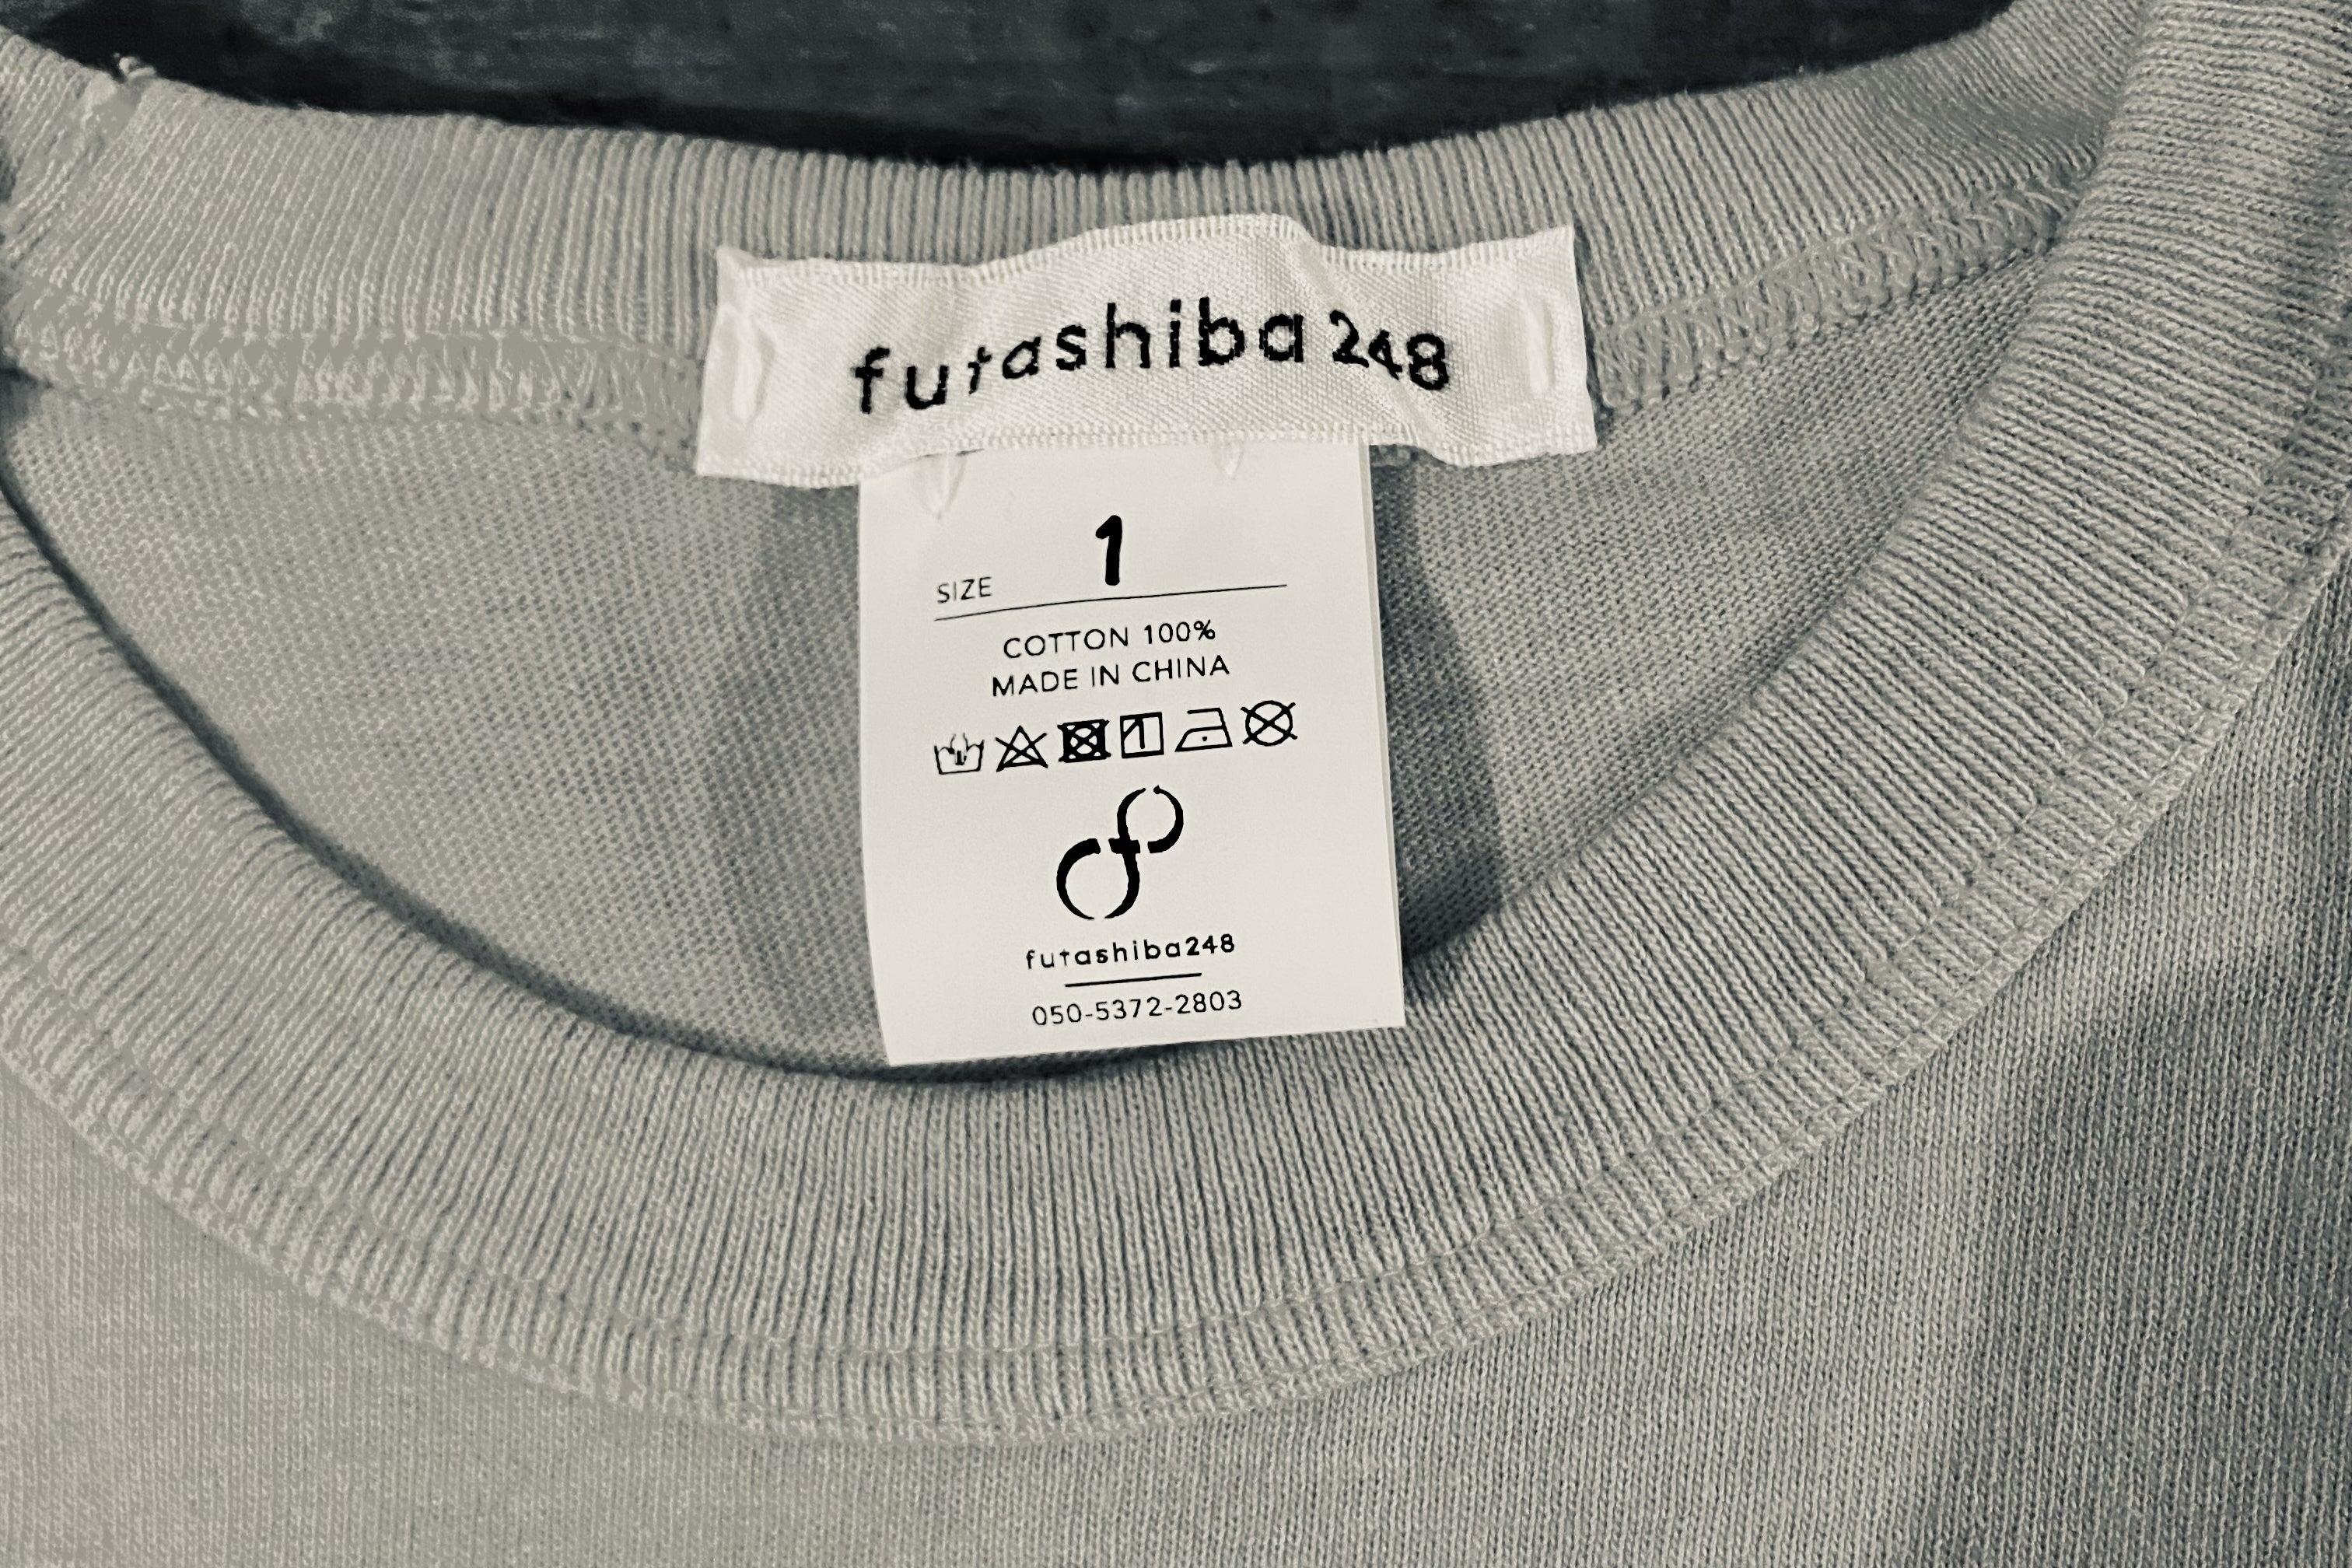 futashiba248
SIZE 1
COTTON 100%
MADE IN CHINA
futashiba248
050-5372-2803